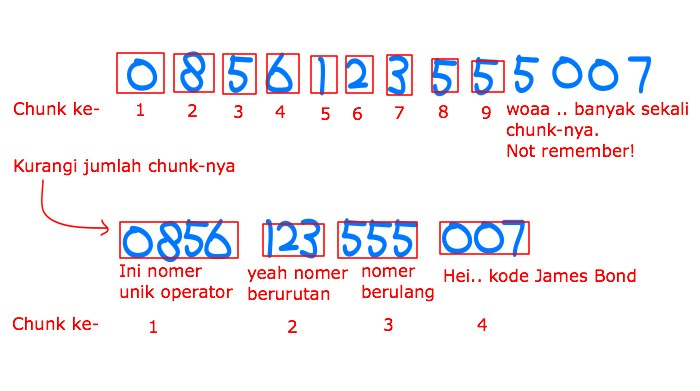 0856123555007
Chunk ke- 1 2 3 4 5 6 7 8 9 woaa .. banyak sekali
chunk-nya.
Not remember!
Kurangi jumlah chunk-nya
0856 123 555 007
Ini nomer yeah nomer nomer Hei.. kode James Bond
unik operator berurutan berulang
Chunk ke- 1 2 3 4